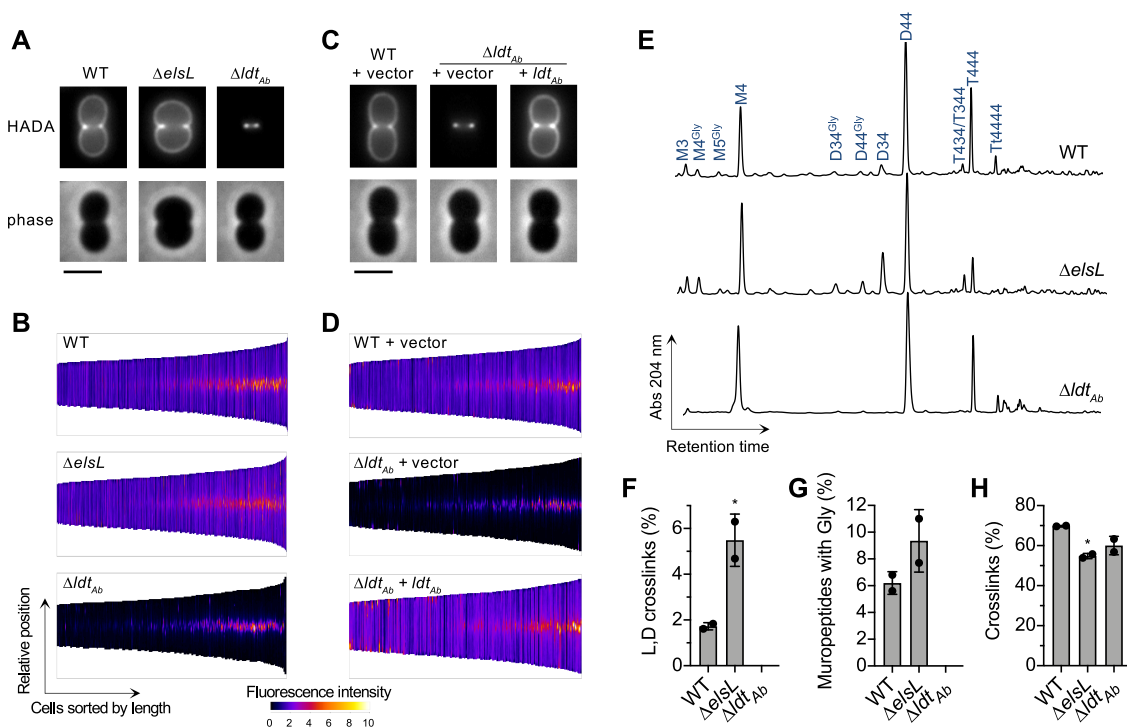 A
WT
ΔelsL
Δldt_Ab
HADA
phase
C
WT
+ vector
Δldt_Ab
+ vector
+ ldt_Ab
B
WT
ΔelsL
Δldt_Ab
Relative position
Cells sorted by length
D
WT + vector
Δldt_Ab + vector
Δldt_Ab + ldt_Ab
Fluorescence intensity
0 2 4 6 8 10
E
M3
M4^Gly
M5^Gly
M4
D34^Gly
D44^Gly
D34
D44
T434/T344
T444
Tt4444
WT
ΔelsL
Δldt_Ab
Abs 204 nm
Retention time
F
L,D crosslinks (%)
6
4
2
0
*
WT
ΔelsL
Δldt_Ab
G
Muropeptides with Gly (%)
12
10
8
6
4
2
0
WT
ΔelsL
Δldt_Ab
H
Crosslinks (%)
80
60
40
20
0
*
WT
ΔelsL
Δldt_Ab